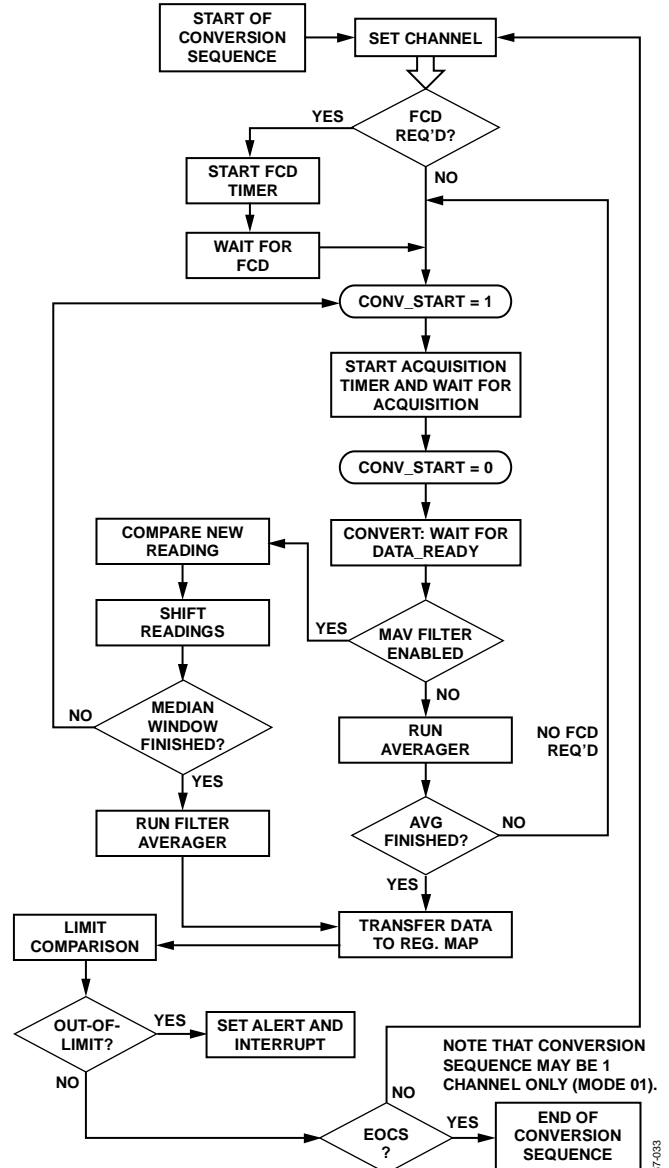 START OF
CONVERSION
SEQUENCE
SET CHANNEL
YES
FCD
REQ'D?
START FCD
TIMER
NO
WAIT FOR
FCD
CONV_START = 1
START ACQUISITION
TIMER AND WAIT FOR
ACQUISITION
CONV_START = 0
COMPARE NEW
READING
CONVERT: WAIT FOR
DATA_READY
SHIFT
READINGS
YES
MAV FILTER
ENABLED
NO
MEDIAN
WINDOW
FINISHED?
NO
RUN
AVERAGER
NO FCD
REQ'D
YES
RUN FILTER
AVERAGER
AVG
FINISHED?
NO
YES
LIMIT
COMPARISON
TRANSFER DATA
TO REG. MAP
OUT-OF-
LIMIT?
YES
SET ALERT AND
INTERRUPT
NOTE THAT CONVERSION
SEQUENCE MAY BE 1
CHANNEL ONLY (MODE 01).
NO
NO
EOCS
?
YES
END OF
CONVERSION
SEQUENCE
7-033